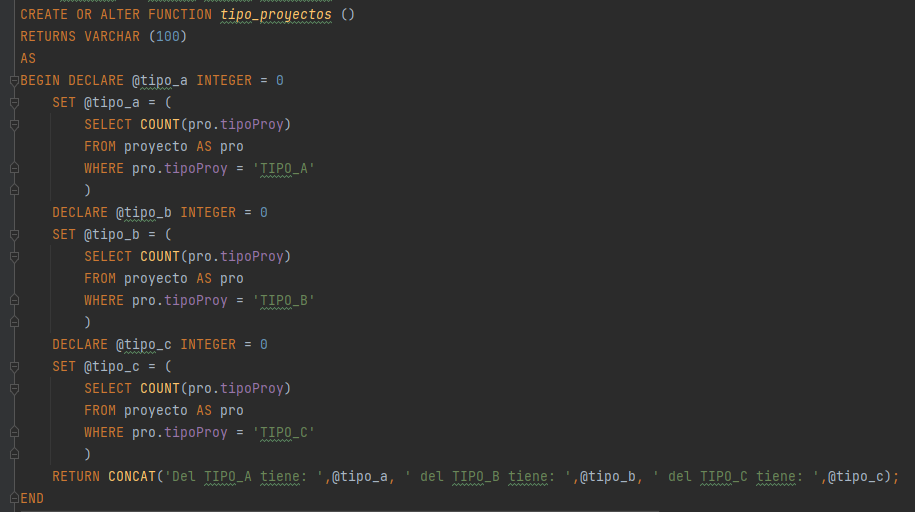 CREATE OR ALTER FUNCTION tipo_proyectos ()
RETURNS VARCHAR (100)
AS
BEGIN DECLARE @tipo_a INTEGER = 0
    SET @tipo_a = (
        SELECT COUNT(pro.tipoProy)
        FROM proyecto AS pro
        WHERE pro.tipoProy = 'TIPO_A'
        )
    DECLARE @tipo_b INTEGER = 0
    SET @tipo_b = (
        SELECT COUNT(pro.tipoProy)
        FROM proyecto AS pro
        WHERE pro.tipoProy = 'TIPO_B'
        )
    DECLARE @tipo_c INTEGER = 0
    SET @tipo_c = (
        SELECT COUNT(pro.tipoProy)
        FROM proyecto AS pro
        WHERE pro.tipoProy = 'TIPO_C'
        )
    RETURN CONCAT('Del TIPO_A tiene: ',@tipo_a, ' del TIPO_B tiene: ',@tipo_b, ' del TIPO_C tiene: ',@tipo_c);
END